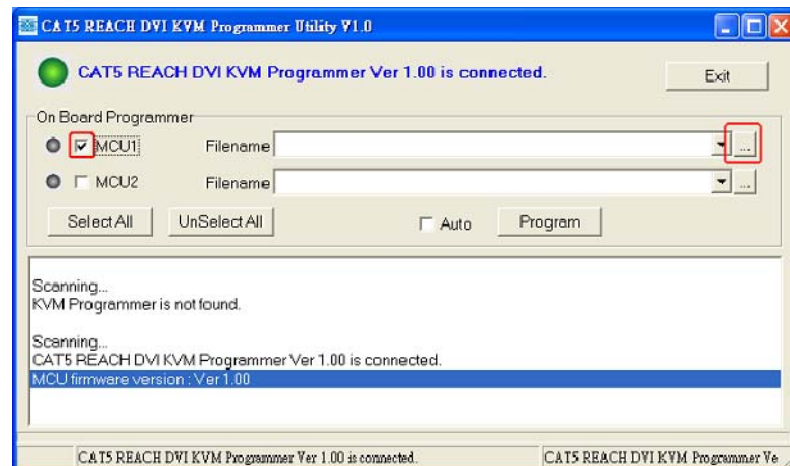 CAT5 REACH DVI KVM Programmer Utility V1.0
CAT5 REACH DVI KVM Programmer Ver 1.00 is connected.
Exit
On Board Programmer
MCU1 Filename ...
MCU2 Filename ...
Select All UnSelect All Auto Program
Scanning...
KVM Programmer is not found.
Scanning...
CAT5 REACH DVI KVM Programmer Ver 1.00 is connected.
MCU firmware version : Ver 1.00
CAT5 REACH DVI KVM Programmer Ver 1.00 is connected. CAT5 REACH DVI KVM Programmer Ve